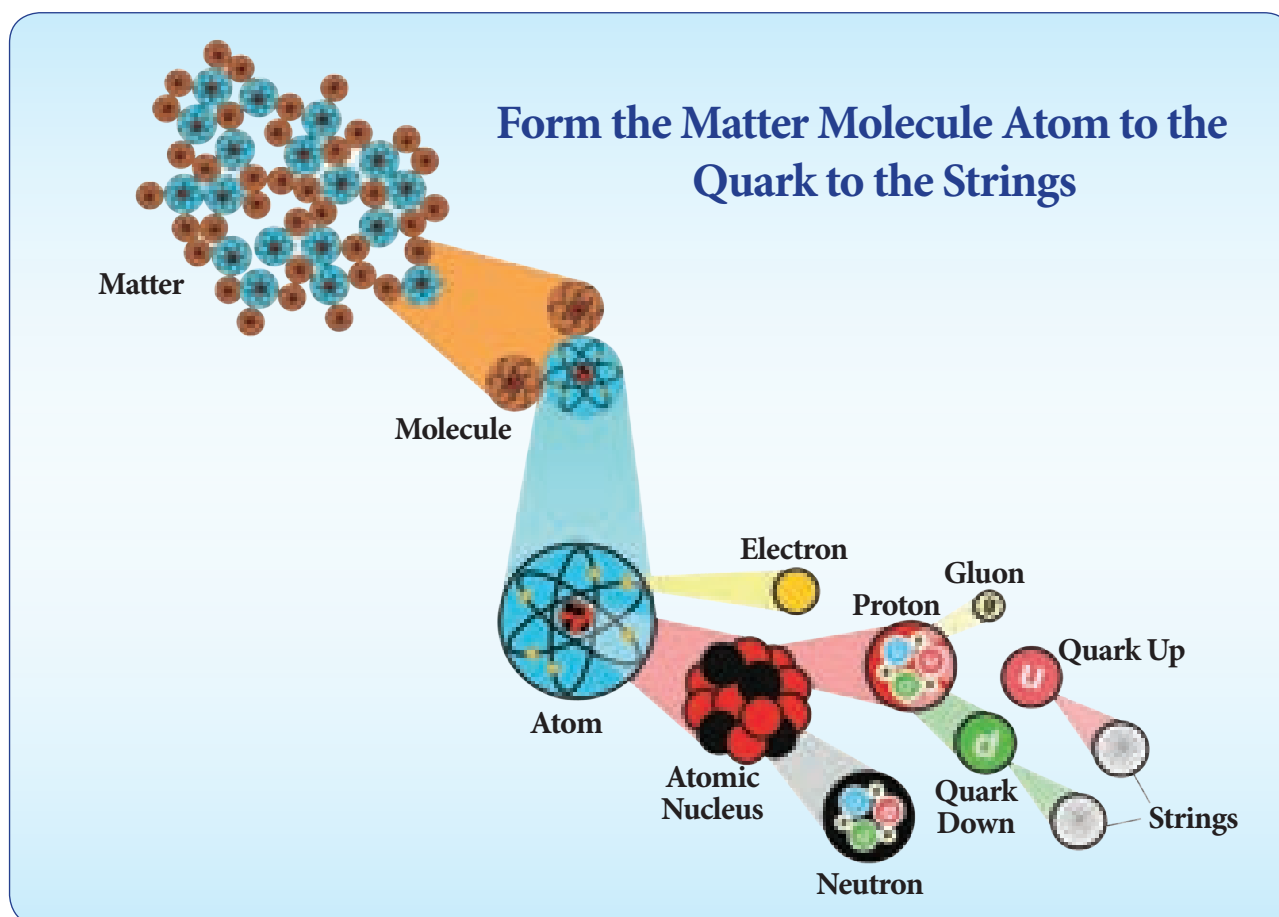 Form the Matter Molecule Atom to the
Quark to the Strings
Matter
Molecule
Electron
Gluon
Proton
Quark Up
u
Atom
d
Atomic
Nucleus
Quark
Down
Strings
Neutron